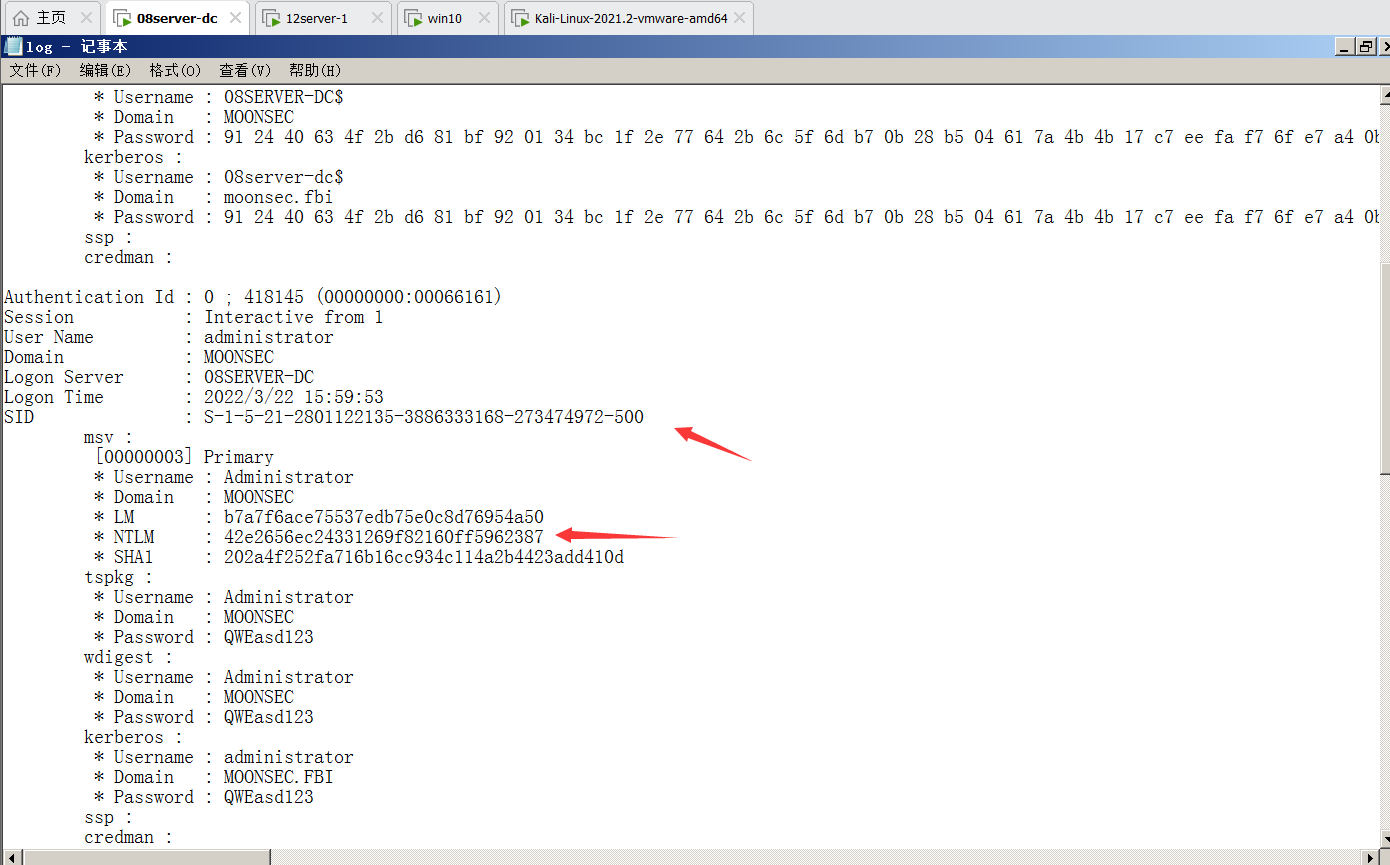 主页 08server-dc 12server-1 win10 Kali-Linux-2021.2-vmware-amd64
log - 记事本
文件(F) 编辑(E) 格式(O) 查看(V) 帮助(H)
* Username : 08SERVER-DC$
* Domain : MOONSEC
* Password : 91 24 40 63 4f 2b d6 81 bf 92 01 34 bc 1f 2e 77 64 2b 6c 5f 6d b7 0b 28 b5 04 61 7a 4b 4b 17 c7 ee fa f7 6f e7 a4 0b
kerberos :
* Username : 08server-dc$
* Domain : moonsec.fbi
* Password : 91 24 40 63 4f 2b d6 81 bf 92 01 34 bc 1f 2e 77 64 2b 6c 5f 6d b7 0b 28 b5 04 61 7a 4b 4b 17 c7 ee fa f7 6f e7 a4 0b
ssp :
credman :
Authentication Id : 0 ; 418145 (00000000:00066161)
Session : Interactive from 1
User Name : administrator
Domain : MOONSEC
Logon Server : 08SERVER-DC
Logon Time : 2022/3/22 15:59:53
SID : S-1-5-21-2801122135-3886333168-273474972-500
msv :
[00000003] Primary
* Username : Administrator
* Domain : MOONSEC
* LM : b7a7f6ace75537edb75e0c8d76954a50
* NTLM : 42e2656ec24331269f82160ff5962387
* SHA1 : 202a4f252fa716b16cc934c114a2b4423add410d
tspkg :
* Username : Administrator
* Domain : MOONSEC
* Password : QWEasd123
wdigest :
* Username : Administrator
* Domain : MOONSEC
* Password : QWEasd123
kerberos :
* Username : administrator
* Domain : MOONSEC.FBI
* Password : QWEasd123
ssp :
credman :